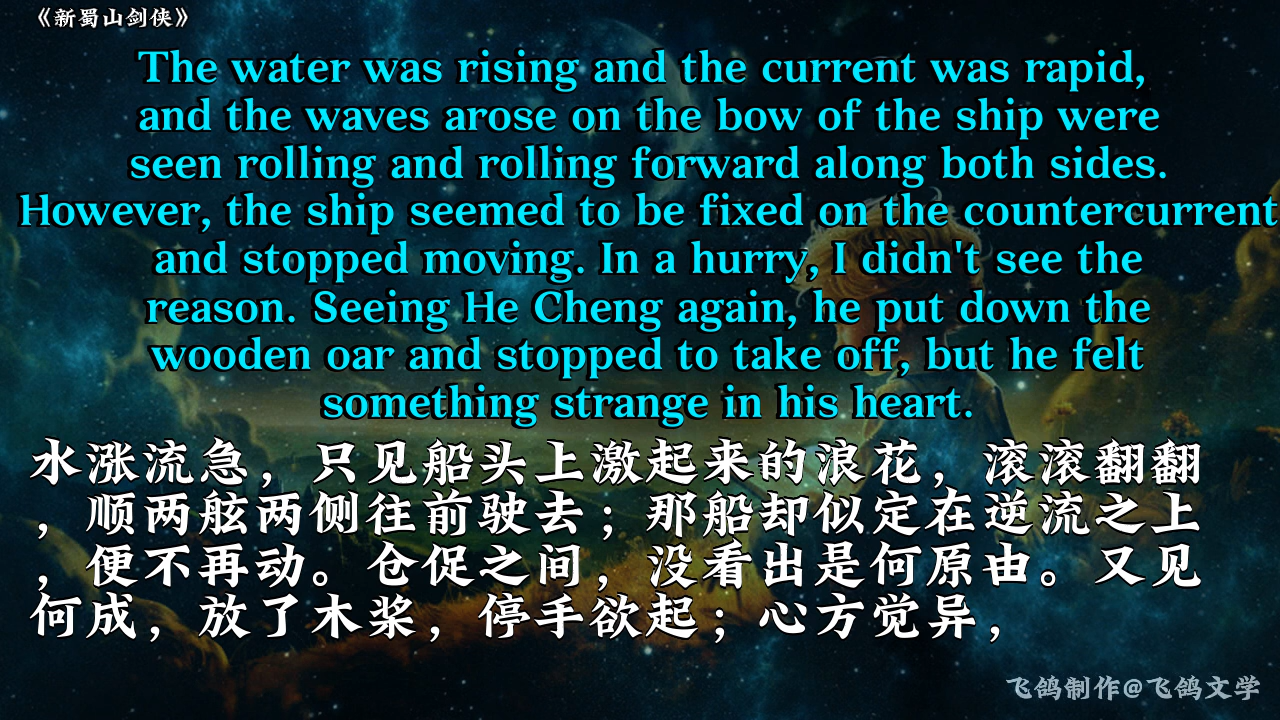 《新蜀山剑侠》
The water was rising and the current was rapid,
and the waves arose on the bow of the ship were
seen rolling and rolling forward along both sides.
However, the ship seemed to be fixed on the countercurrent
and stopped moving. In a hurry, I didn't see the
reason. Seeing He Cheng again, he put down the
wooden oar and stopped to take off, but he felt
something strange in his heart.
水涨流急，只见船头上激起来的浪花，滚滚翻翻
，顺两舷两侧往前驶去；那船却似定在逆流之上
，便不再动。仓促之间，没看出是何原由。又见
何成，放了木桨，停手欲起；心方觉异，
飞鸽制作@飞鸽文学